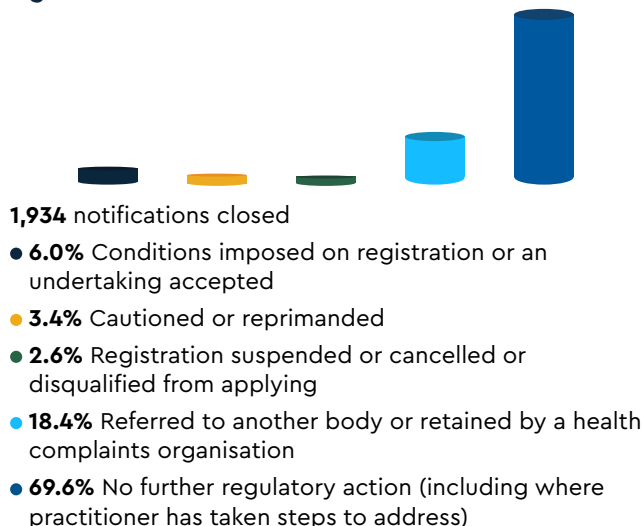 1,934 notifications closed
6.0% Conditions imposed on registration or an
undertaking accepted
3.4% Cautioned or reprimanded
2.6% Registration suspended or cancelled or
disqualified from applying
18.4% Referred to another body or retained by a health
complaints organisation
69.6% No further regulatory action (including where
practitioner has taken steps to address)